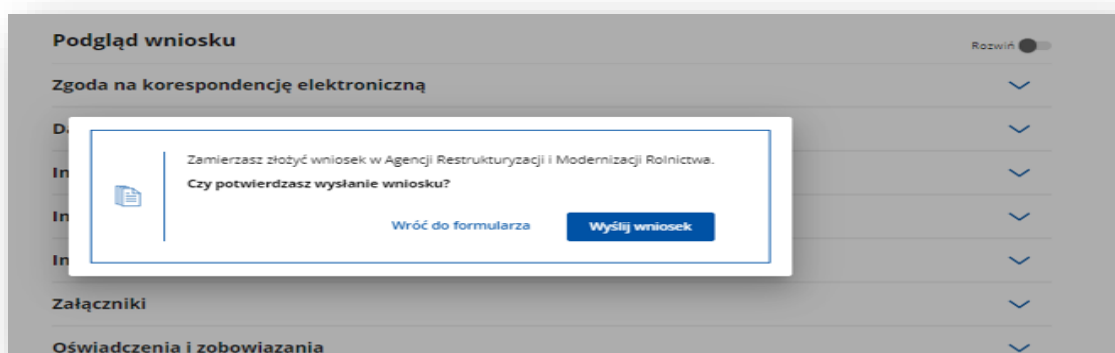 Podgląd wniosku
Rozwiń
Zgoda na korespondencję elektroniczną
Zamierzasz złożyć wniosek w Agencji Restrukturyzacji i Modernizacji Rolnictwa.
Czy potwierdzasz wysłanie wniosku?
Wróć do formularza
Wyślij wniosek
Załączniki
Oświadczenia i zobowiązania